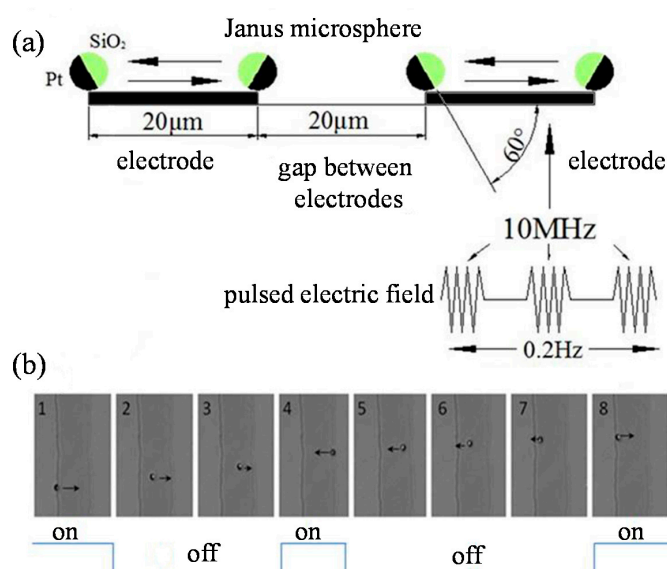 (a)
Janus microsphere
SiO₂
Pt
20μm
20μm
60°
electrode
gap between
electrodes
electrode
10MHz
pulsed electric field
0.2Hz
(b)
1 2 3 4 5 6 7 8
on on on
off off